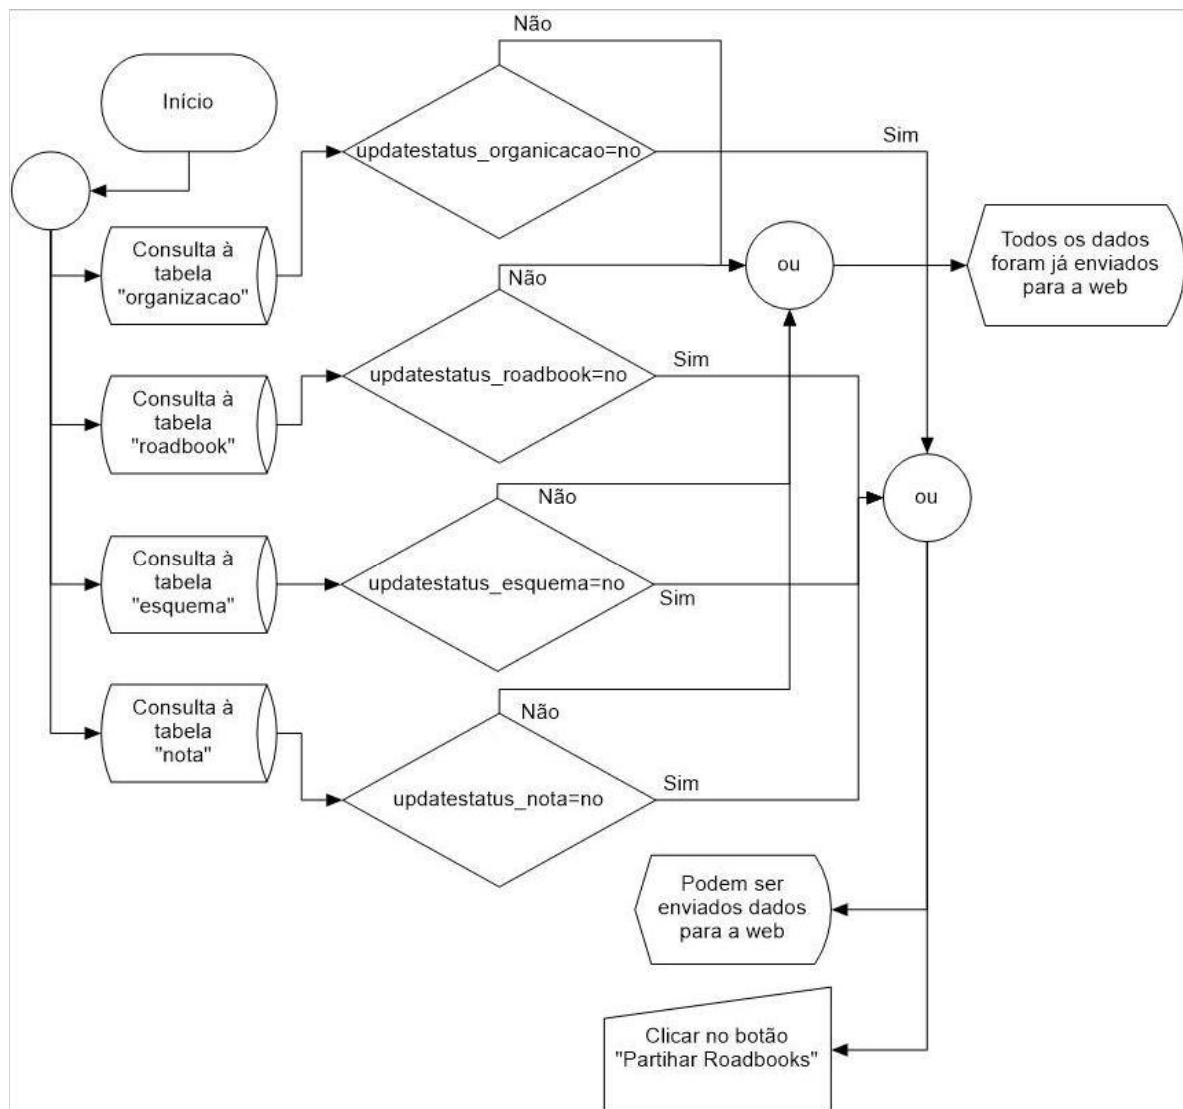 Não
Início
updatestatus_organicacao=no
Sim
Consulta à
tabela
"organizacao"
ou
Todos os dados
foram já enviados
para a web
Não
updatestatus_roadbook=no
Sim
Consulta à
tabela
"roadbook"
ou
Não
Consulta à
tabela
"esquema"
updatestatus_esquema=no
Sim
Consulta à
tabela
"nota"
Não
updatestatus_nota=no
Sim
Podem ser
enviados dados
para a web
Clicar no botão
"Partihar Roadbooks"